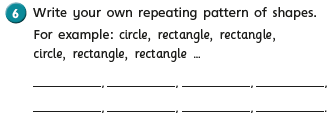 6 Write your own repeating pattern of shapes.
For example: circle, rectangle, rectangle,
circle, rectangle, rectangle ...
__________, __________, __________, __________,
__________, __________, __________, __________.